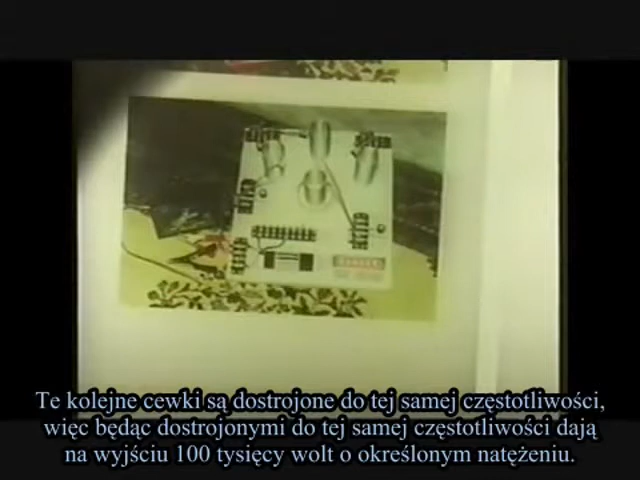 Te kolejne cewki są dostrojone do tej samej częstotliwości,
więc będąc dostrojonymi do tej samej częstotliwości dają
na wyjściu 100 tysięcy wolt o określonym natężeniu.